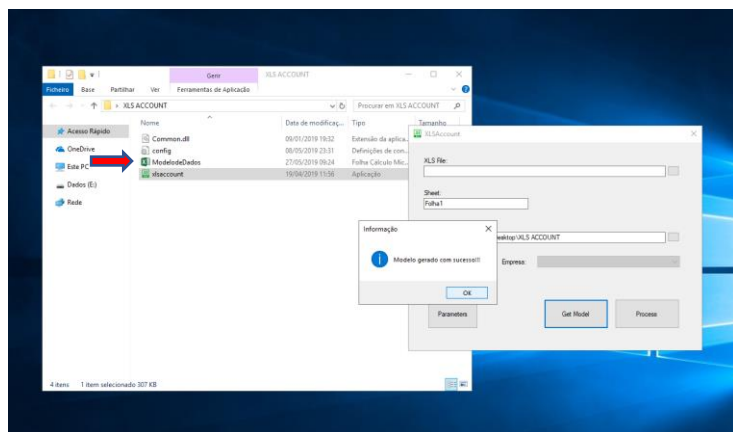 Gerir
XLS ACCOUNT
Ficheiro Base Partilhar Ver Ferramentas de Aplicação
XLS ACCOUNT
Procurar em XLS ACCOUNT
Nome Data de modificaç... Tipo Tamanho
Acesso Rápido
OneDrive
Este PC
Dados (E:)
Rede
Common.dll 09/01/2019 19:32 Extensão da aplica...
config 08/05/2019 23:31 Definições de con...
ModelodeDados 27/05/2019 09:24 Folha Cálculo Mic...
xlsaccount 19/04/2019 11:56 Aplicação
XLSAccount
XLS File:
Sheet:
Folha1
esktop\XLS ACCOUNT
Empresa:
Informação
Modelo gerado com sucesso!!!
OK
Parameters Get Model Process
4 itens 1 item selecionado 307 KB